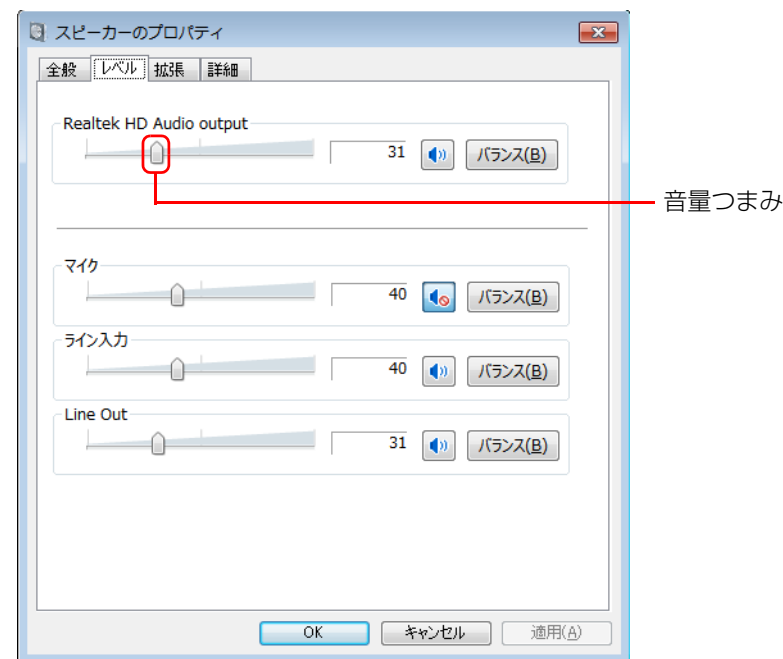 スピーカーのプロパティ
全般 レベル 拡張 詳細
Realtek HD Audio output
31 バランス(B)
音量つまみ
マイク
40 バランス(B)
ライン入力
40 バランス(B)
Line Out
31 バランス(B)
OK キャンセル 適用(A)